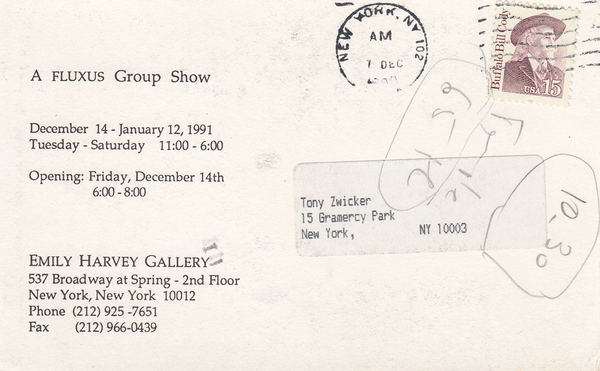 A FLUXUS Group Show
December 14 - January 12, 1991
Tuesday - Saturday 11:00 - 6:00
Opening: Friday, December 14th
6:00 - 8:00
EMILY HARVEY GALLERY
537 Broadway at Spring - 2nd Floor
New York, New York 10012
Phone (212) 925 -7651
Fax (212) 966-0439
NEW YORK, NY 102
AM
7 DEC
Buffalo Bill Cody
USA 15
Tony Zwicker
15 Gramercy Park
New York, NY 10003
10,30